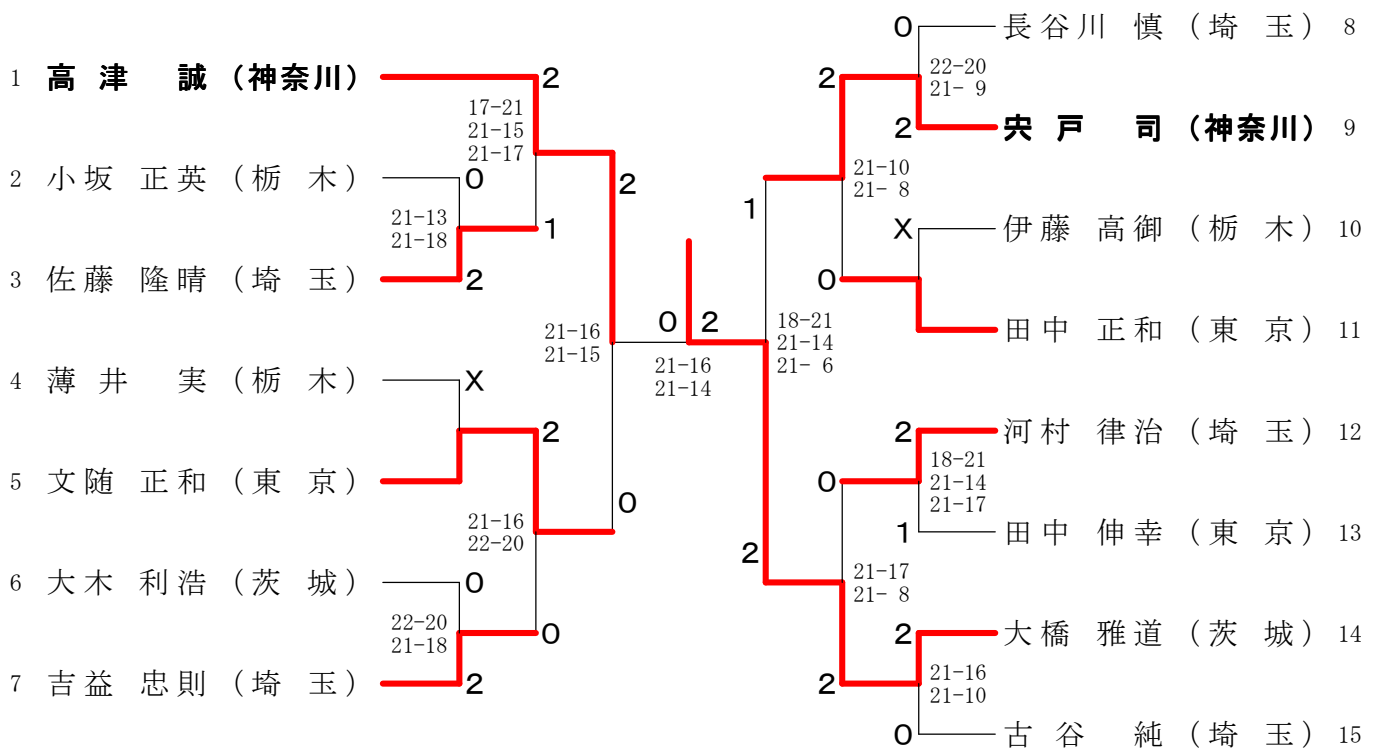 0 長谷川 慎 (埼 玉) 8
1 高 津 誠 (神奈川) 2
2 22-20
21- 9
17-21
21-15
21-17
2 宍 戸 司 (神奈川) 9
2 小坂 正英 (栃 木) 0
2
21-10
21- 8
1
21-13
21-18
1
X 伊藤 高御 (栃 木) 10
3 佐藤 隆晴 (埼 玉) 2
0
田中 正和 (東 京) 11
21-16
21-15
0 2
18-21
21-14
21- 6
21-16
21-14
4 薄 井 実 (栃 木) X
2
2 河村 律治 (埼 玉) 12
18-21
21-14
21-17
5 文随 正和 (東 京)
0
0
21-16
22-20
1 田中 伸幸 (東 京) 13
2
21-17
21- 8
6 大木 利浩 (茨 城) 0
22-20
21-18
0
2 大橋 雅道 (茨 城) 14
7 吉益 忠則 (埼 玉) 2
2
21-16
21-10
0 古 谷 純 (埼 玉) 15